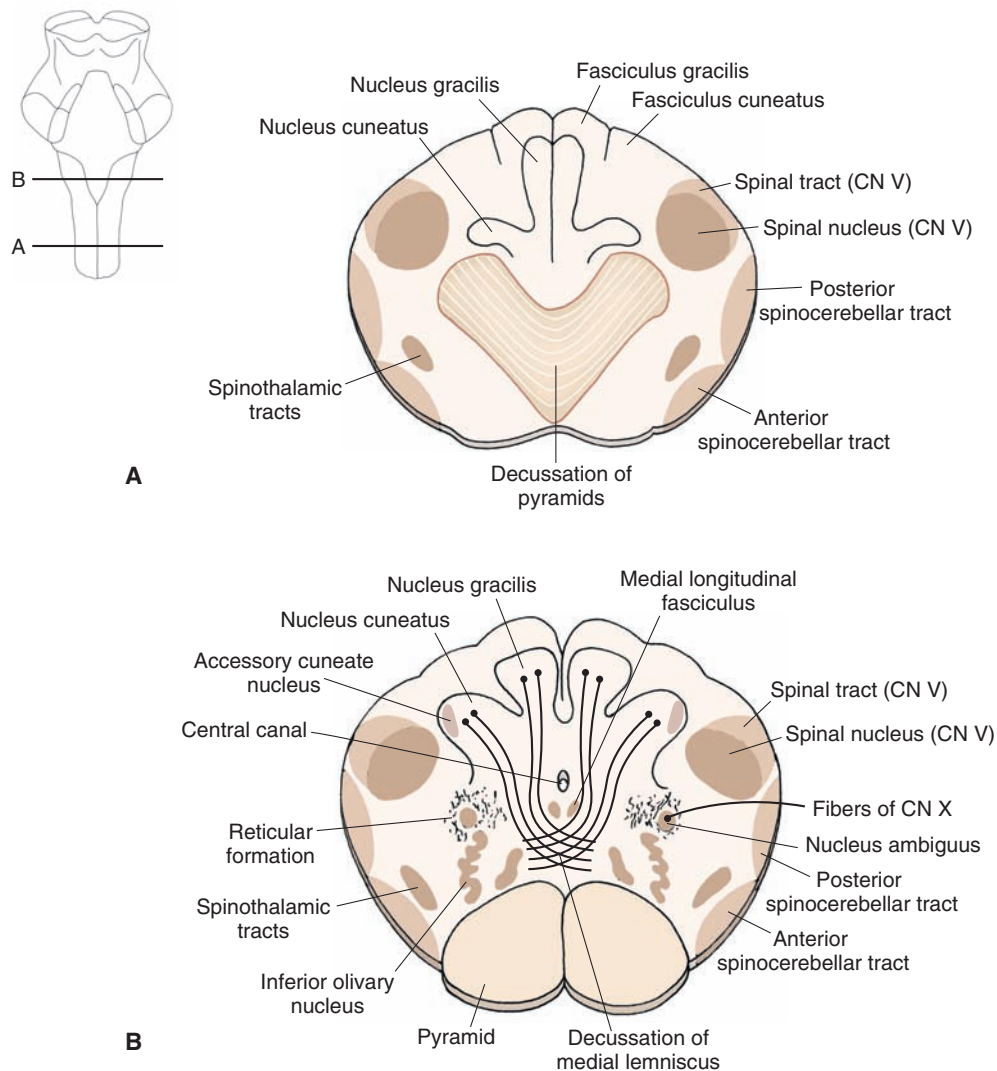 B
A
Nucleus gracilis
Nucleus cuneatus
Fasciculus gracilis
Fasciculus cuneatus
Spinal tract (CN V)
Spinal nucleus (CN V)
Posterior
spinocerebellar tract
Spinothalamic
tracts
Anterior
spinocerebellar tract
Decussation of
pyramids
A
Nucleus gracilis
Nucleus cuneatus
Accessory cuneate
nucleus
Central canal
Medial longitudinal
fasciculus
Spinal tract (CN V)
Spinal nucleus (CN V)
Fibers of CN X
Nucleus ambiguus
Reticular
formation
Posterior
spinocerebellar tract
Spinothalamic
tracts
Anterior
spinocerebellar tract
Inferior olivary
nucleus
Pyramid
Decussation of
medial lemniscus
B